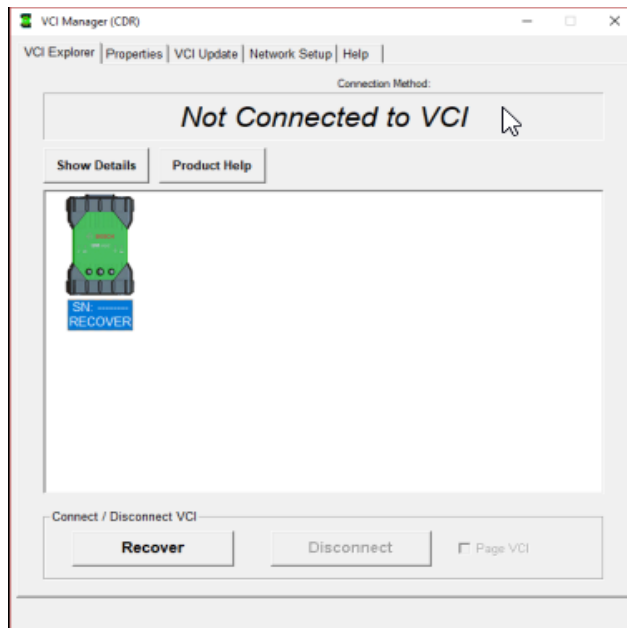 VCI Manager (CDR)
VCI Explorer Properties VCI Update Network Setup Help
Connection Method:
Not Connected to VCI
Show Details Product Help
BOSCH
SN: --------
RECOVER
Connect / Disconnect VCI
Recover Disconnect Page VCI